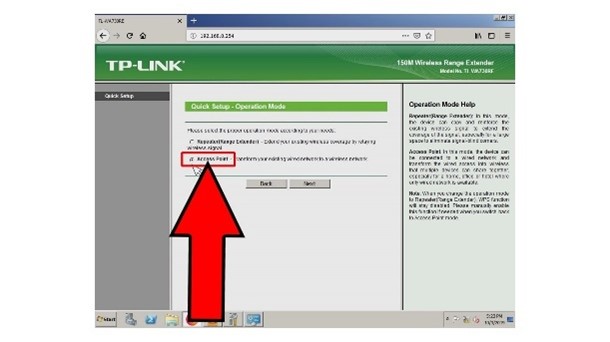 TL-WA730RE
192.168.0.254
TP-LINK
150M Wireless Range Extender
Model No. TL-WA730RE
Quick Setup
Quick Setup - Operation Mode
Please select the proper operation mode according to your needs:
Repeater(Range Extender) - Extend your existing wireless coverage by relaying
wireless signal.
Access Point - Transform your existing wired network to a wireless network.
Back Next
Operation Mode Help
Repeater(Range Extender): In this mode,
the device can copy and reinforce the
existing wireless signal to extend the
coverage of the signal, especially for a large
space to eliminate signal-blind corners.
Access Point: In this mode, the device can
be connected to a wired network and
transform the wired access into wireless
that multiple devices can share together,
especially for a home, office or hotel where
only wired network is available.
Note: When you change the operation mode
to Repeater(Range Extender), WPS function
will stay disabled. Please manually enable
this function if needed when you switch back
to Access Point mode.
Start